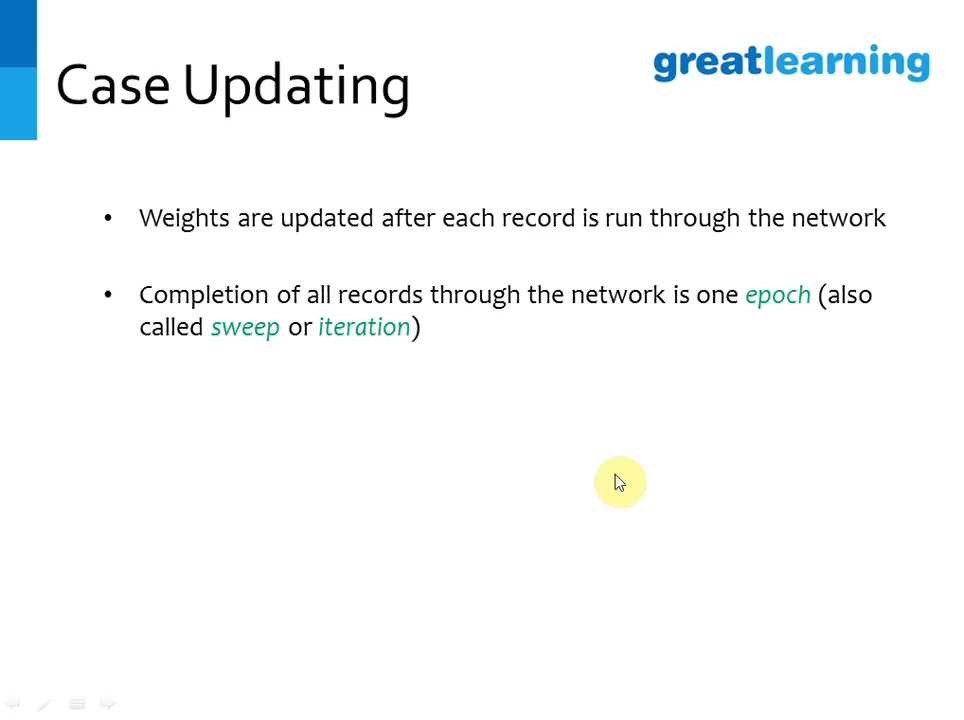 Case Updating
greatlearning
• Weights are updated after each record is run through the network
• Completion of all records through the network is one epoch (also
called sweep or iteration)